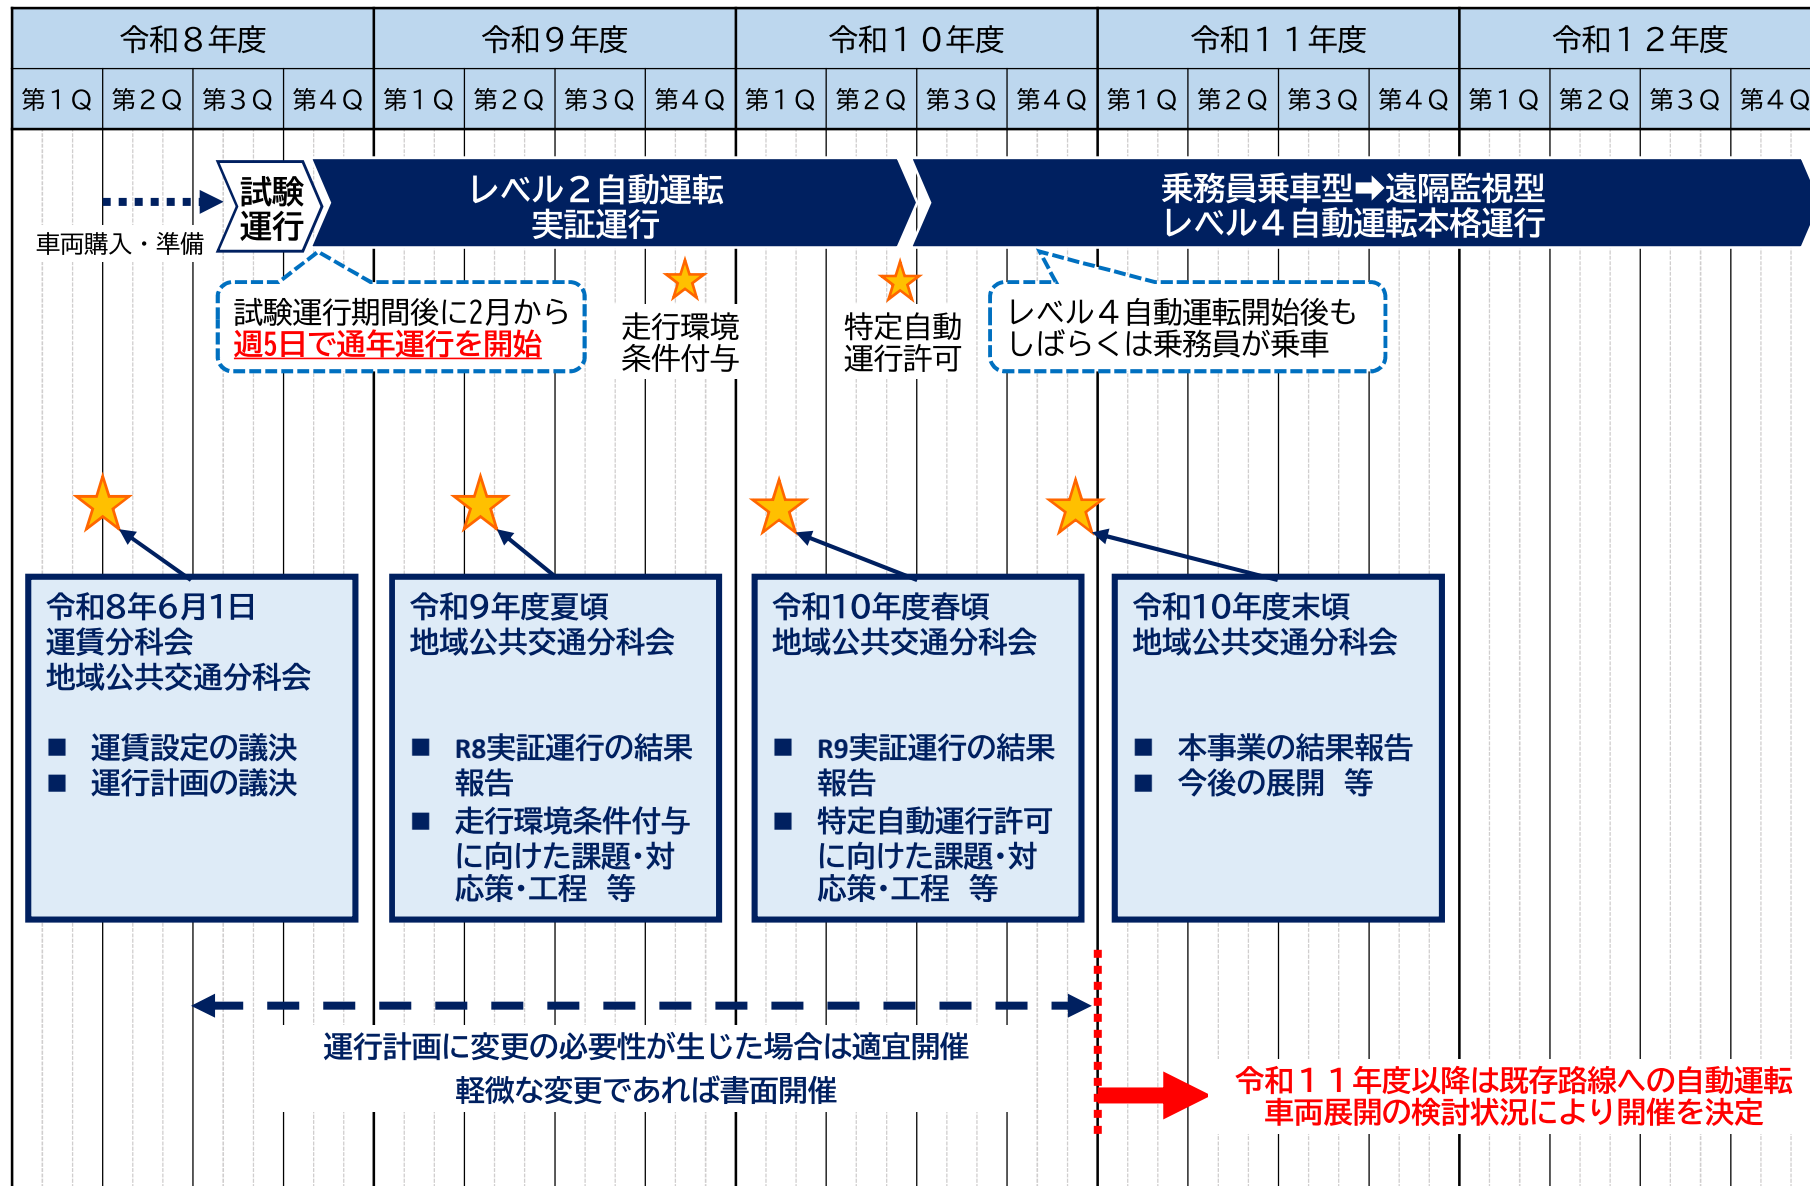 令和８年度 令和９年度 令和１０年度 令和１１年度 令和１２年度
第１Ｑ 第２Ｑ 第３Ｑ 第４Ｑ 第１Ｑ 第２Ｑ 第３Ｑ 第４Ｑ 第１Ｑ 第２Ｑ 第３Ｑ 第４Ｑ 第１Ｑ 第２Ｑ 第３Ｑ 第４Ｑ 第１Ｑ 第２Ｑ 第３Ｑ 第４Ｑ
車両購入・準備
試験
運行
レベル２自動運転
実証運行
乗務員乗車型➡遠隔監視型
レベル４自動運転本格運行
試験運行期間後に2月から
週5日で通年運行を開始
走行環境
条件付与
特定自動
運行許可
レベル４自動運転開始後も
しばらくは乗務員が乗車
令和8年6月1日
運賃分科会
地域公共交通分科会
■ 運賃設定の議決
■ 運行計画の議決
令和9年度夏頃
地域公共交通分科会
■ R8実証運行の結果
報告
■ 走行環境条件付与
に向けた課題・対
応策・工程　等
令和10年度春頃
地域公共交通分科会
■ R9実証運行の結果
報告
■ 特定自動運行許可
に向けた課題・対
応策・工程　等
令和10年度末頃
地域公共交通分科会
■ 本事業の結果報告
■ 今後の展開　等
運行計画に変更の必要性が生じた場合は適宜開催
軽微な変更であれば書面開催
令和１１年度以降は既存路線への自動運転
車両展開の検討状況により開催を決定